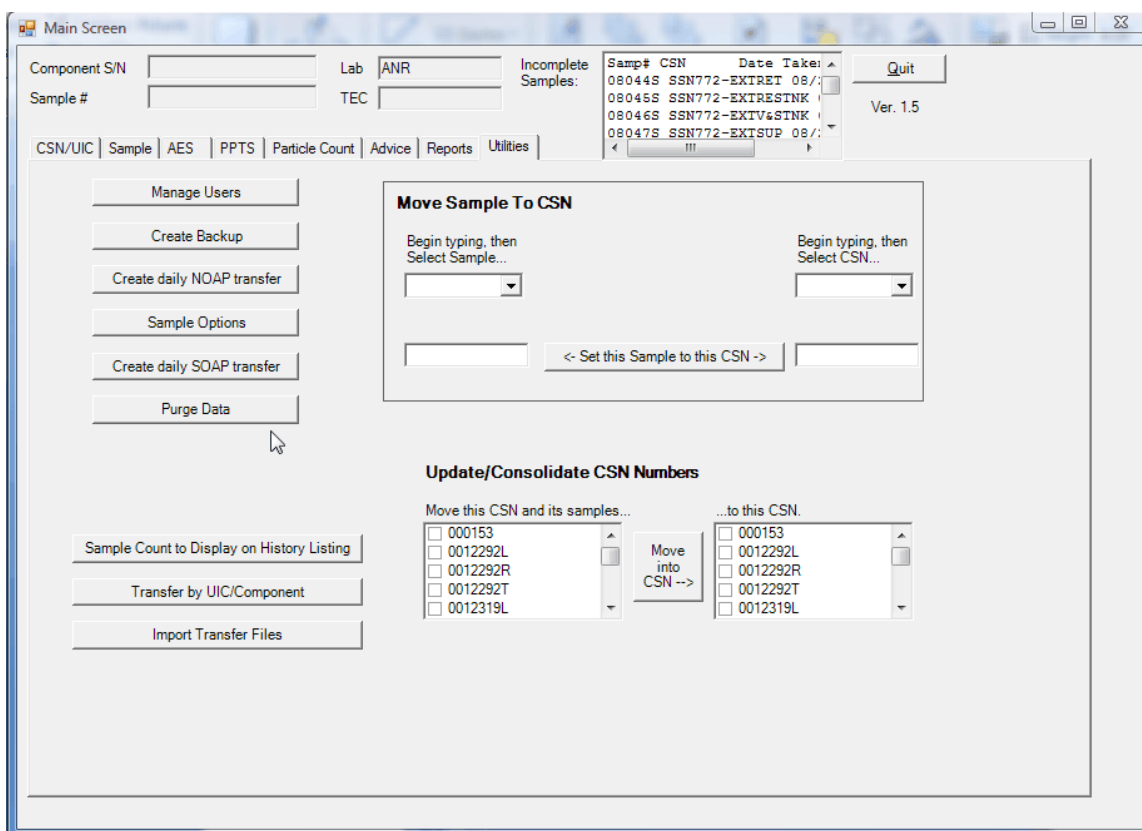 Main Screen
Component S/N
Lab ANR
Incomplete Samples:
Samp# CSN Date Taken
08044S SSN772-EXTRET 08/
08045S SSN772-EXTRESTNK
08046S SSN772-EXTV&STNK
08047S SSN772-EXTSUP 08/
Quit
Sample #
TEC
Ver. 1.5
CSN/UIC Sample AES PPTS Particle Count Advice Reports Utilities
Manage Users
Create Backup
Create daily NOAP transfer
Sample Options
Create daily SOAP transfer
Purge Data
Move Sample To CSN
Begin typing, then
Select Sample...
Begin typing, then
Select CSN...
<- Set this Sample to this CSN ->
Update/Consolidate CSN Numbers
Move this CSN and its samples...
...to this CSN.
000153
0012292L
0012292R
0012292T
0012319L
Move
into
CSN -->
000153
0012292L
0012292R
0012292T
0012319L
Sample Count to Display on History Listing
Transfer by UIC/Component
Import Transfer Files